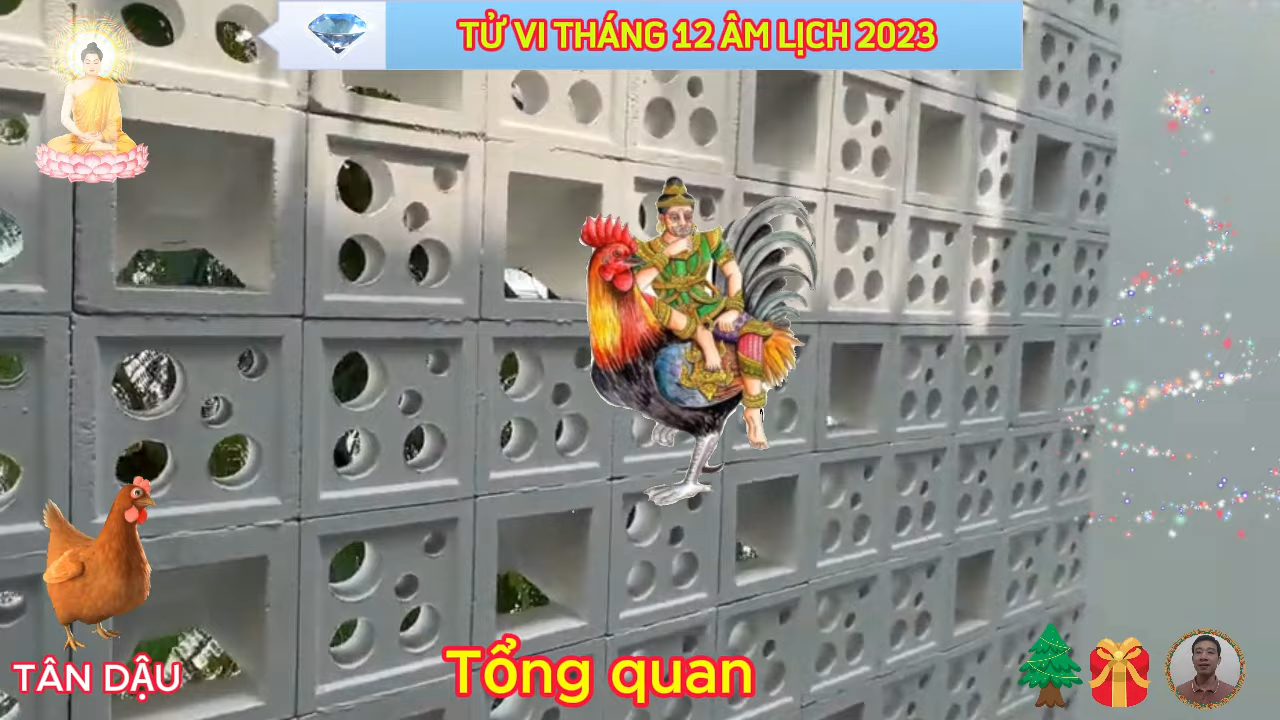 TỬ VI THÁNG 12 ÂM LỊCH 2023
TÂN DẬU
Tổng quan